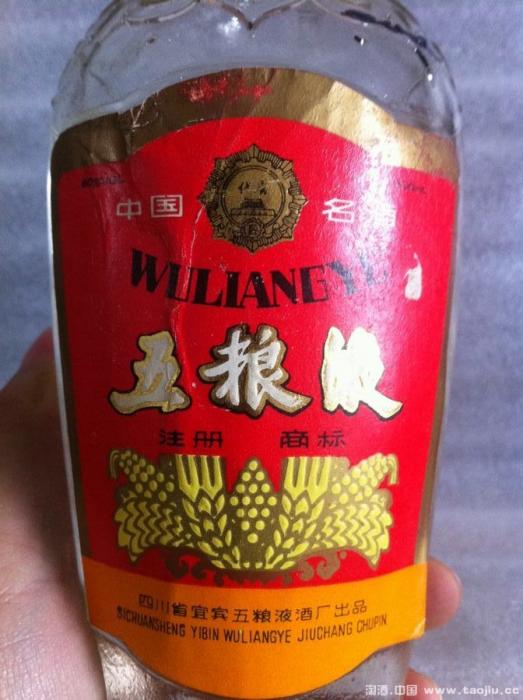 中国 名酒
WULIANGYE
五粮液
注册 商标
四川省宜宾五粮液酒厂出品
SICHUANSHENG YIBIN WULIANGYE JIUCHANG CHUPIN
淘酒.中国 www.taojiu.cc